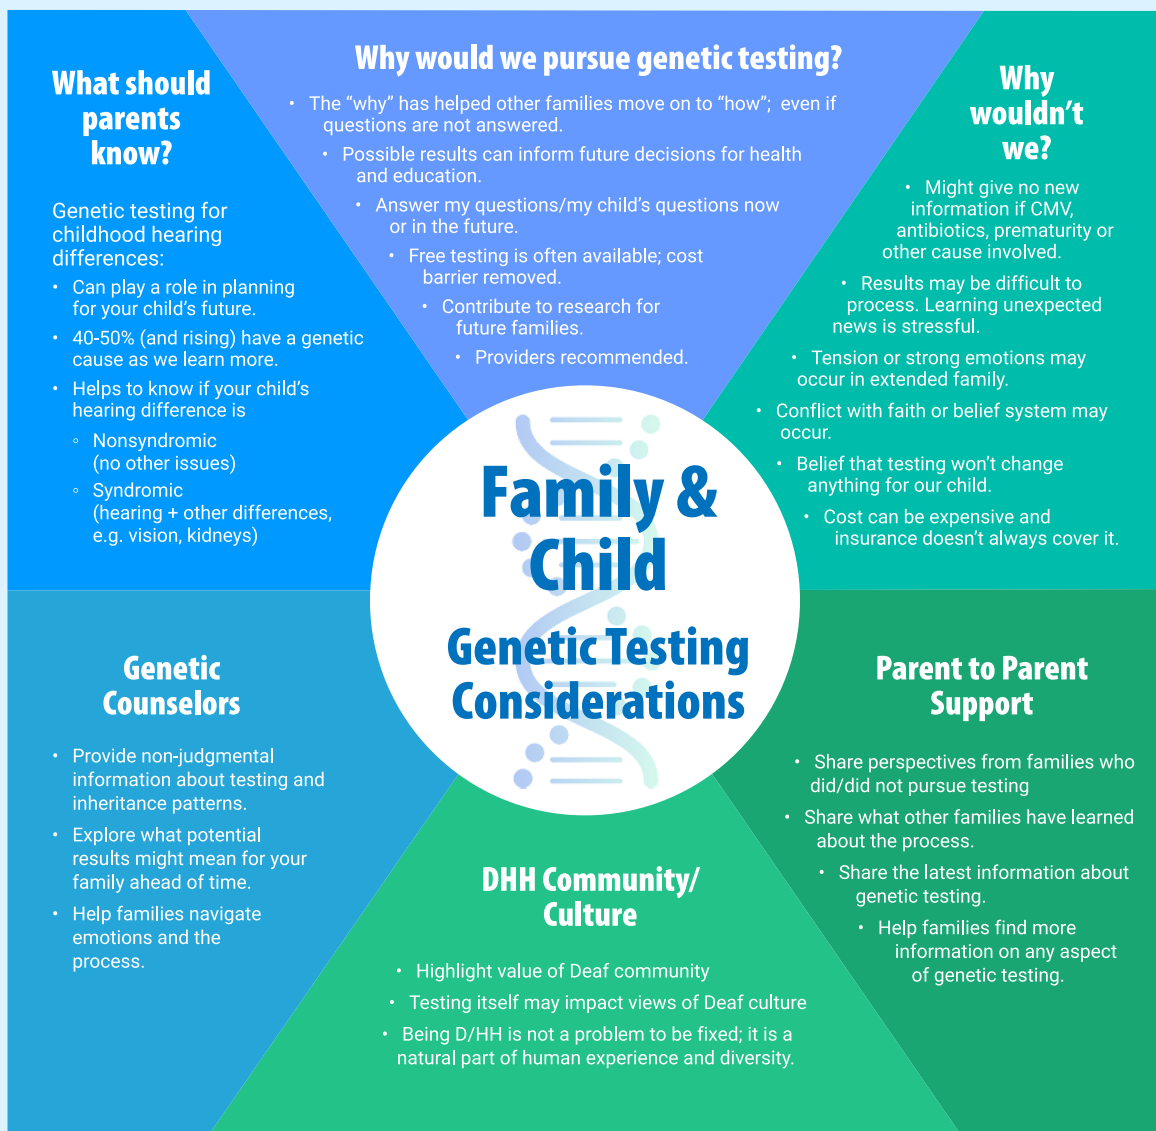 What should
parents
know?
Genetic testing for
childhood hearing
differences:
• Can play a role in planning
for your child's future.
• 40-50% (and rising) have a genetic
cause as we learn more.
• Helps to know if your child's
hearing difference is
◦ Nonsyndromic
(no other issues)
◦ Syndromic
(hearing + other differences,
e.g. vision, kidneys)
Why would we pursue genetic testing?
• The "why" has helped other families move on to "how"; even if
questions are not answered.
• Possible results can inform future decisions for health
and education.
• Answer my questions/my child's questions now
or in the future.
• Free testing is often available; cost
barrier removed.
• Contribute to research for
future families.
• Providers recommended.
Why
wouldn't
we?
• Might give no new
information if CMV,
antibiotics, prematurity or
other cause involved.
• Results may be difficult to
process. Learning unexpected
news is stressful.
• Tension or strong emotions may
occur in extended family.
• Conflict with faith or belief system may
occur.
• Belief that testing won't change
anything for our child.
• Cost can be expensive and
insurance doesn't always cover it.
Family &
Child
Genetic Testing
Considerations
Genetic
Counselors
• Provide non-judgmental
information about testing and
inheritance patterns.
• Explore what potential
results might mean for your
family ahead of time.
• Help families navigate
emotions and the
process.
DHH Community/
Culture
• Highlight value of Deaf community
• Testing itself may impact views of Deaf culture
• Being D/HH is not a problem to be fixed; it is a
natural part of human experience and diversity.
Parent to Parent
Support
• Share perspectives from families who
did/did not pursue testing
• Share what other families have learned
about the process.
• Share the latest information about
genetic testing.
• Help families find more
information on any aspect
of genetic testing.